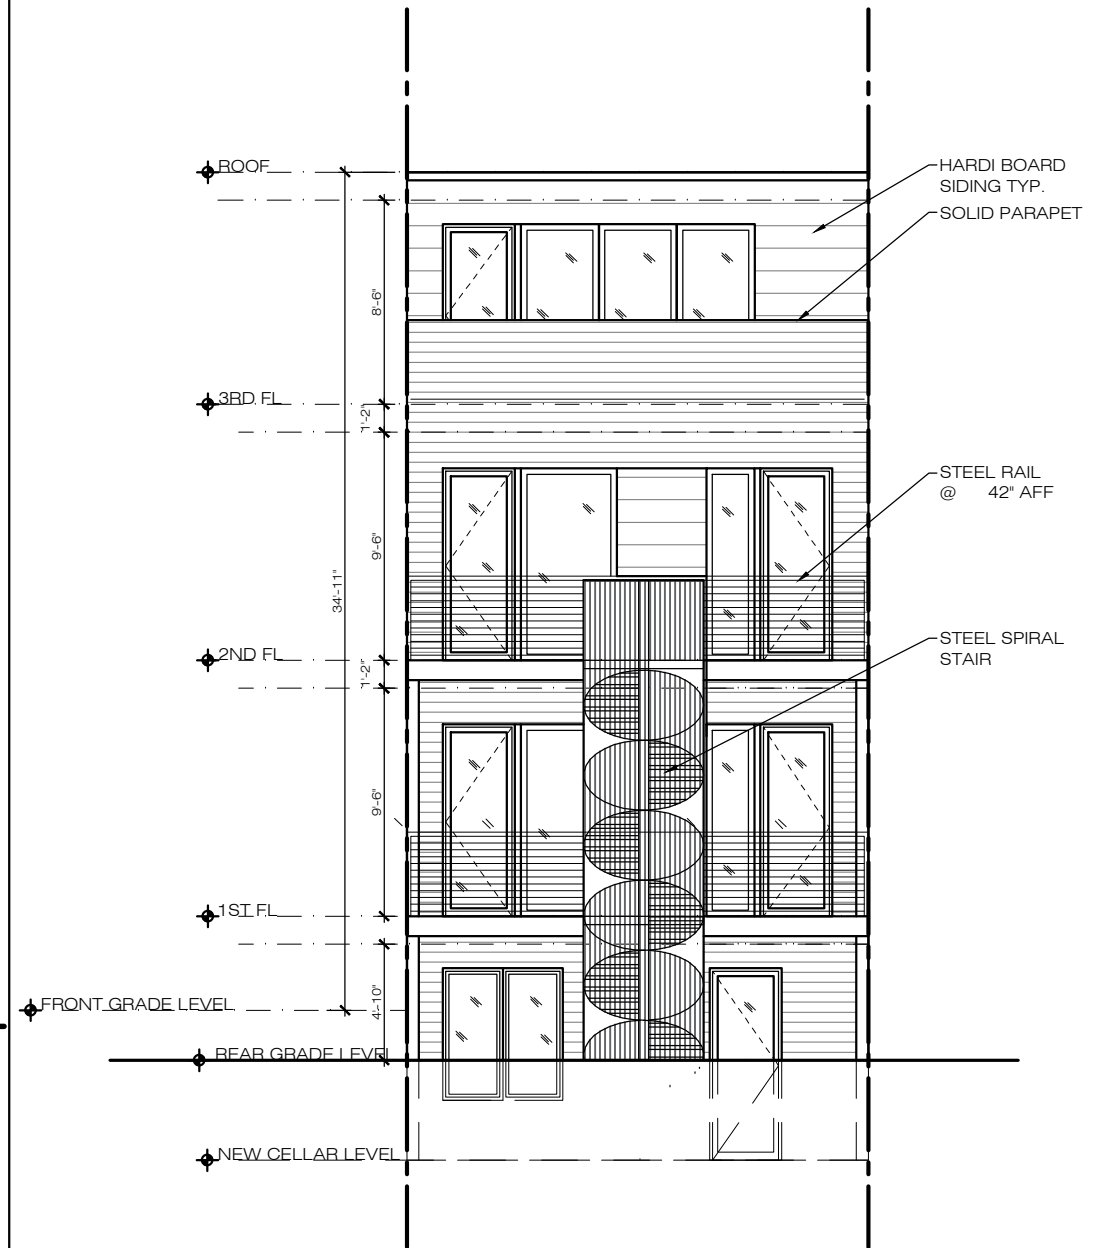 ROOF
HARDI BOARD
SIDING TYP.
SOLID PARAPET
8'-6"
3RD FL
1'-2"
STEEL RAIL
@ 42" AFF
9'-6"
34'-11"
2ND FL
1'-2"
STEEL SPIRAL
STAIR
9'-6"
1ST FL
4'-10"
FRONT GRADE LEVEL
REAR GRADE LEVEL
NEW CELLAR LEVEL